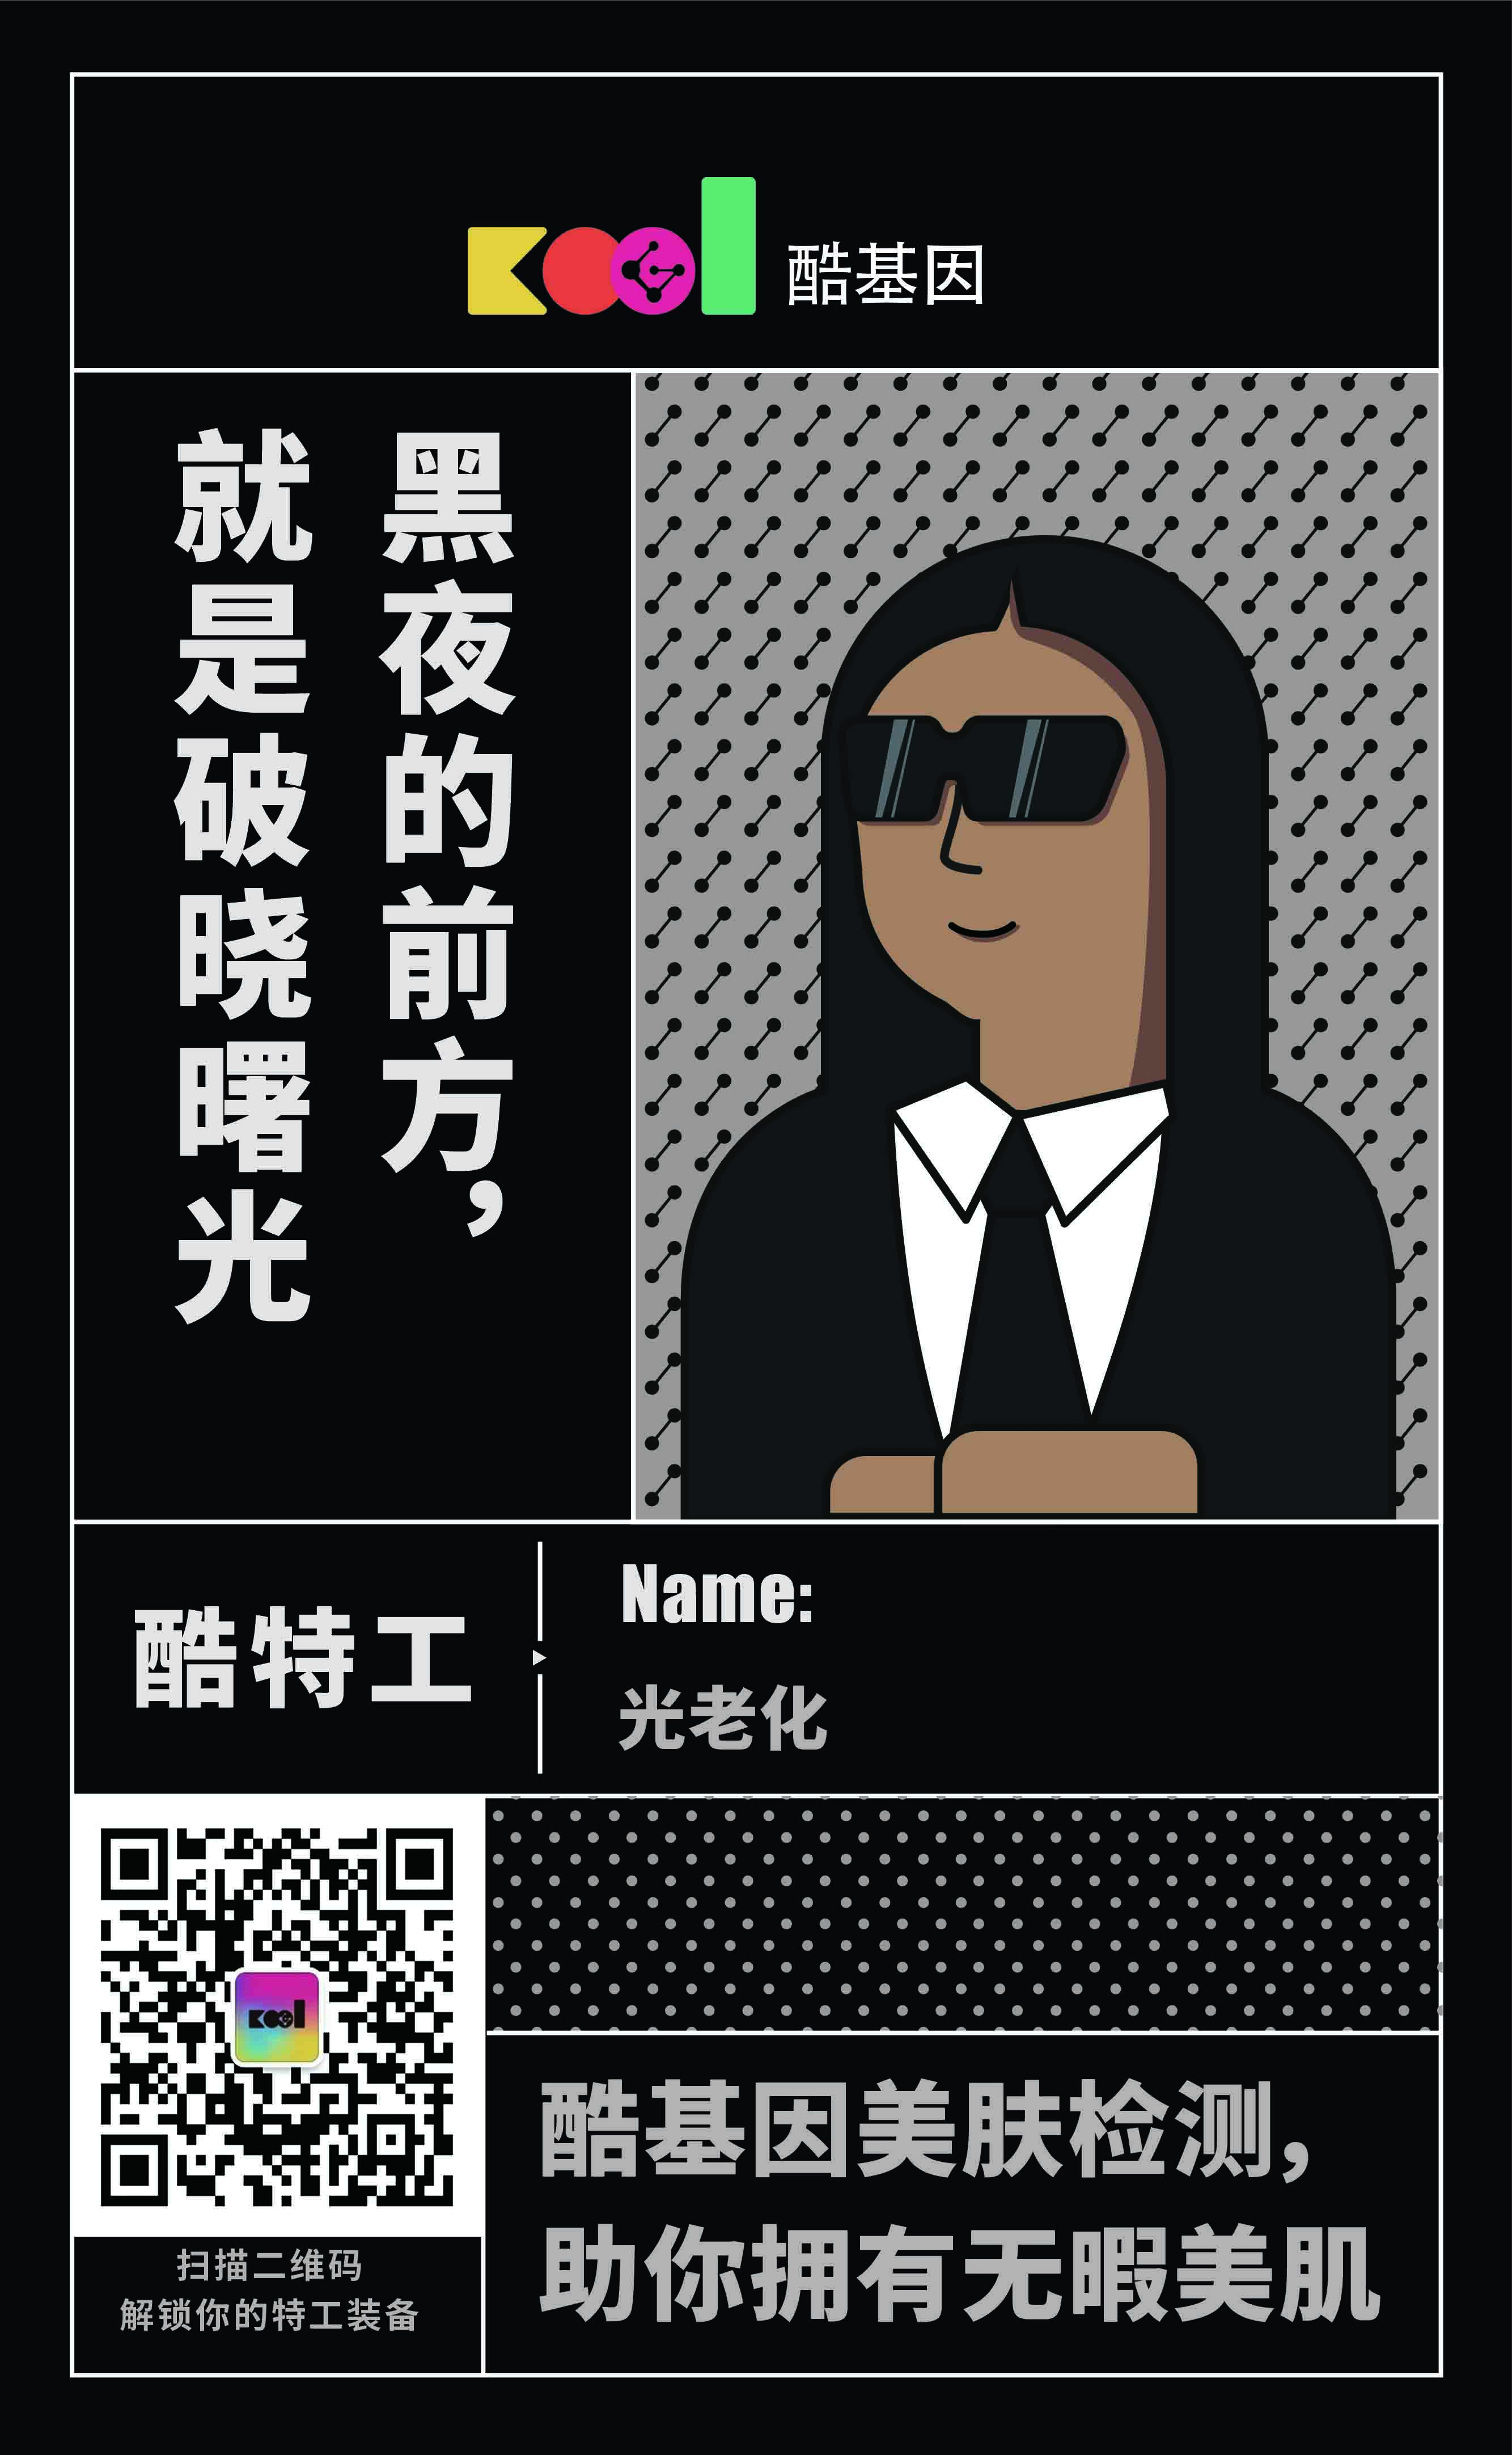 kool 酷基因
黑夜的前方，
就是破晓曙光
酷特工
Name:
光老化
kool
扫描二维码
解锁你的特工装备
酷基因美肤检测，
助你拥有无暇美肌